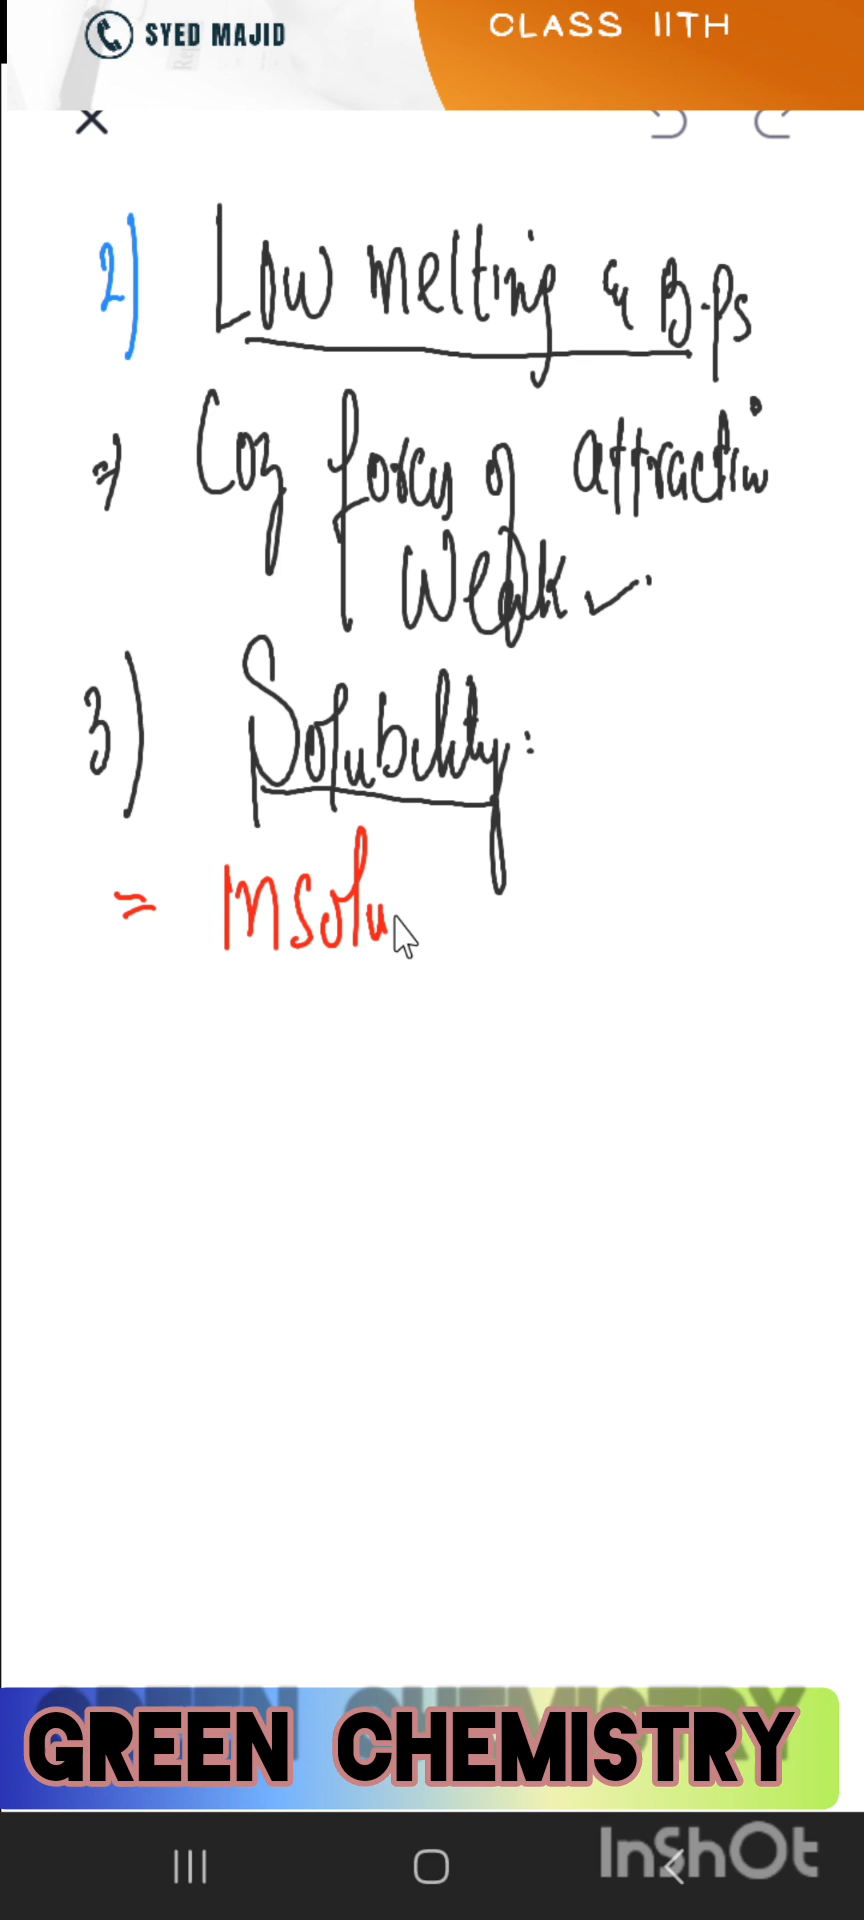 SYED MAJID
CLASS 11TH
2) Low melting & B.Ps
⇒ Coz forces of attraction
weak ✓
3) Solubility:
= Insolu
GREEN CHEMISTRY
InShOt